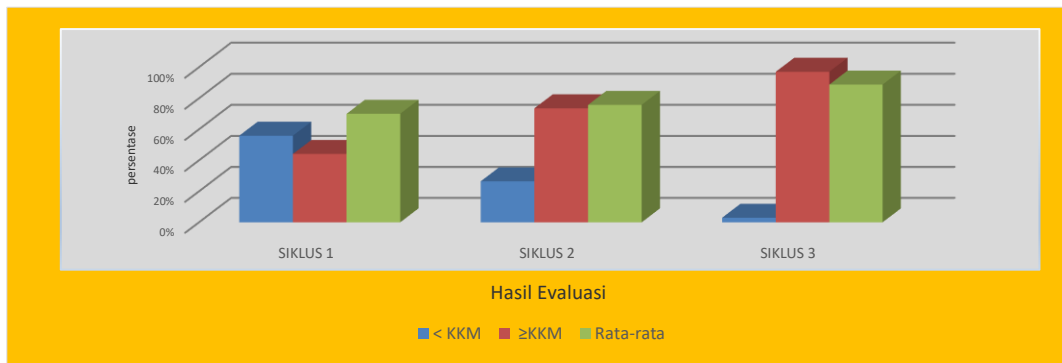 persentase
100%
80%
60%
40%
20%
0%
SIKLUS 1 SIKLUS 2 SIKLUS 3
Hasil Evaluasi
< KKM ≥KKM Rata-rata